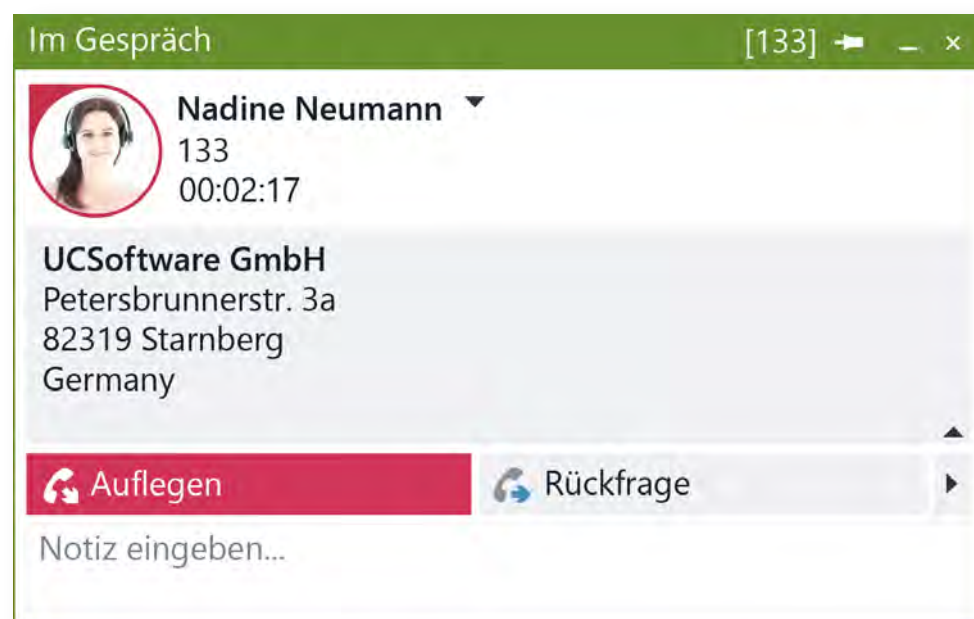 Im Gespräch [133]
Nadine Neumann
133
00:02:17
UCSoftware GmbH
Petersbrunnerstr. 3a
82319 Starnberg
Germany
Auflegen Rückfrage
Notiz eingeben...